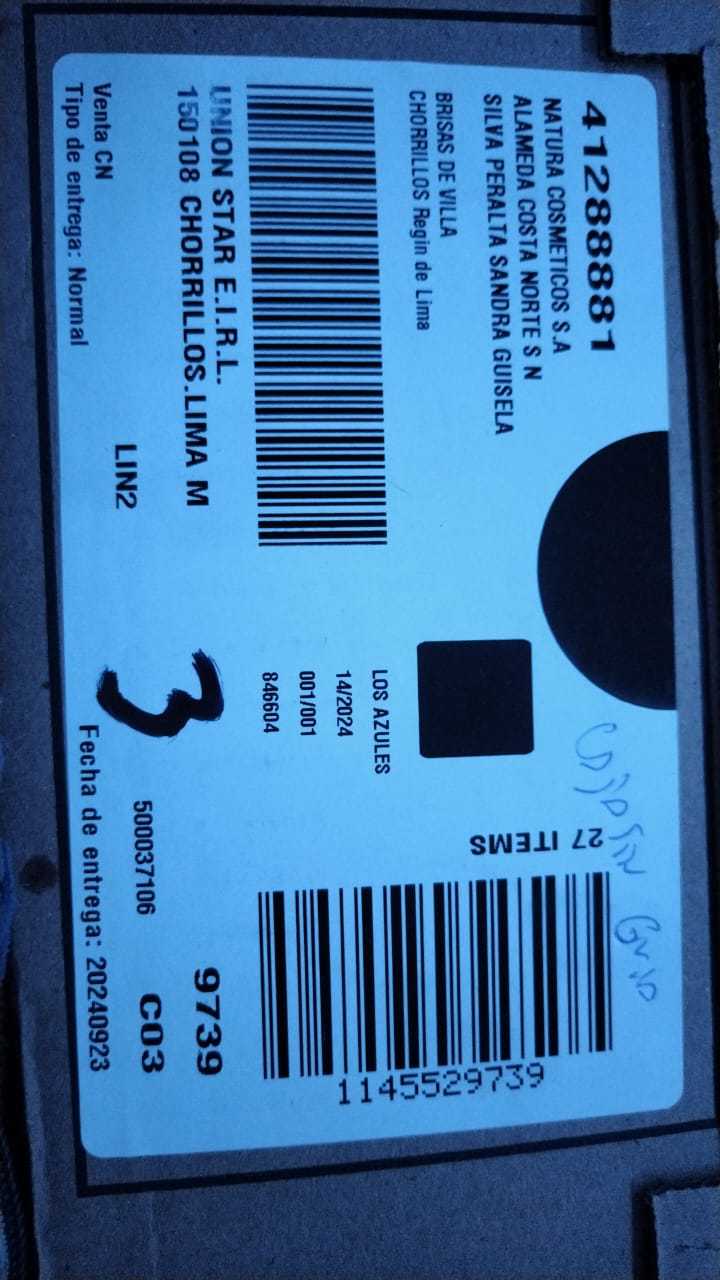 41288881
NATURA COSMETICOS S.A
ALAMEDA COSTA NORTE S N
SILVA PERALTA SANDRA GUISELA
BRISAS DE VILLA
CHORRILLOS Regin de Lima
UNION STAR E.I.R.L.
150108 CHORRILLOS.LIMA M
LIN2
Venta CN
Tipo de entrega: Normal
LOS AZULES
14/2024
001/001
846604
3
27 ITEMS
1145529739
9739
500037106
C03
Fecha de entrega: 20240923